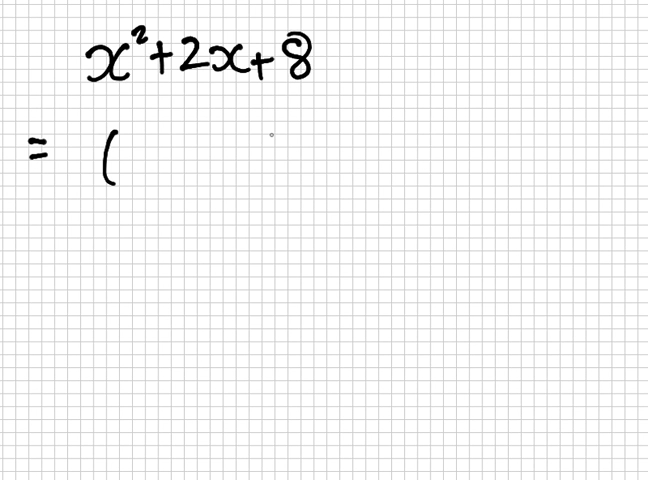 x²+2x+8
= (